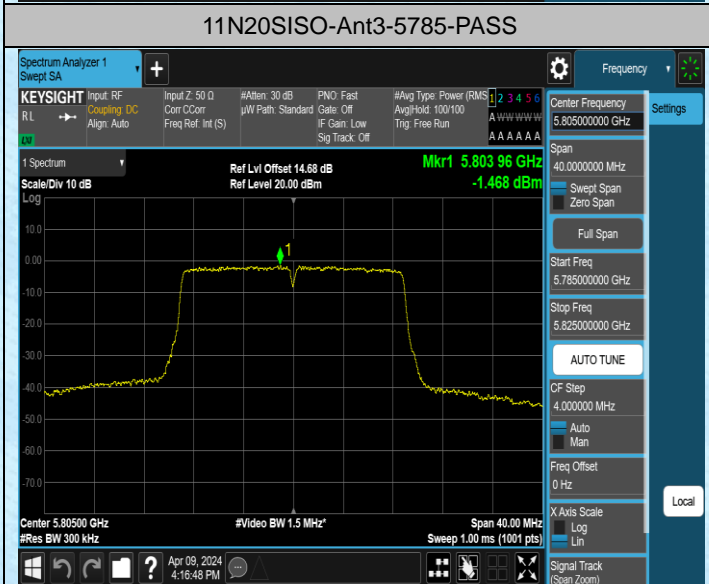 11N20SISO-Ant3-5785-PASS
Spectrum Analyzer 1
Swept SA
+
Frequency
Settings
KEYSIGHT
RL
LXI
Input: RF
Coupling: DC
Align: Auto
Input Z: 50 Ω
Corr CCorr
Freq Ref: Int (S)
#Atten: 30 dB
µW Path: Standard
PNO: Fast
Gate: Off
IF Gain: Low
Sig Track: Off
#Avg Type: Power (RMS
Avg|Hold: 100/100
Trig: Free Run
1 2 3 4 5 6
A W W W W W
A A A A A A
1 Spectrum
Scale/Div 10 dB
Log
Ref Lvl Offset 14.68 dB
Ref Level 20.00 dBm
Mkr1 5.803 96 GHz
-1.468 dBm
10.0
0.00
-10.0
-20.0
-30.0
-40.0
-50.0
-60.0
-70.0
1
Center 5.80500 GHz
#Res BW 300 kHz
#Video BW 1.5 MHz*
Span 40.00 MHz
Sweep 1.00 ms (1001 pts)
Center Frequency
5.805000000 GHz
Span
40.0000000 MHz
Swept Span
Zero Span
Full Span
Start Freq
5.785000000 GHz
Stop Freq
5.825000000 GHz
AUTO TUNE
CF Step
4.000000 MHz
Auto
Man
Freq Offset
0 Hz
X Axis Scale
Log
Lin
Signal Track
(Span Zoom)
Local
?
Apr 09, 2024
4:16:48 PM